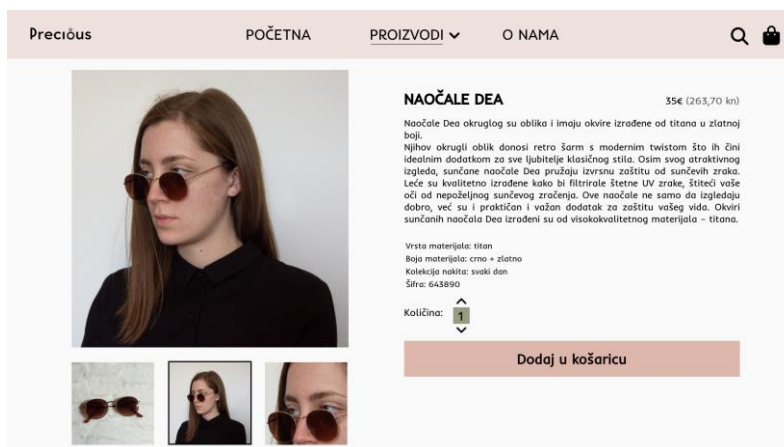 Precious
POČETNA
PROIZVODI
O NAMA
NAOČALE DEA
35€ (263,70 kn)
Naočale Dea okruglog su oblika i imaju okvire izrađene od titana u zlatnoj
boji.
Njihov okrugli oblik donosi retro šarm s modernim twistom što ih čini
idealnim dodatkom za sve ljubitelje klasičnog stila. Osim svog atraktivnog
izgleda, sunčane naočale Dea pružaju izvrsnu zaštitu od sunčevih zraka.
Leće su kvalitetno izrađene kako bi filtrirale štetne UV zrake, štiteći vaše
oči od nepoželjnog sunčevog zračenja. Ove naočale ne samo da izgledaju
dobro, već su i praktičan i važan dodatak za zaštitu vašeg vida. Okviri
sunčanih naočala Dea izrađeni su od visokokvalitetnog materijala – titana.
Vrsta materijala: titan
Boja materijala: crno + zlatno
Kolekcija nakita: svaki dan
Šifra: 643890
Količina:
1
Dodaj u košaricu